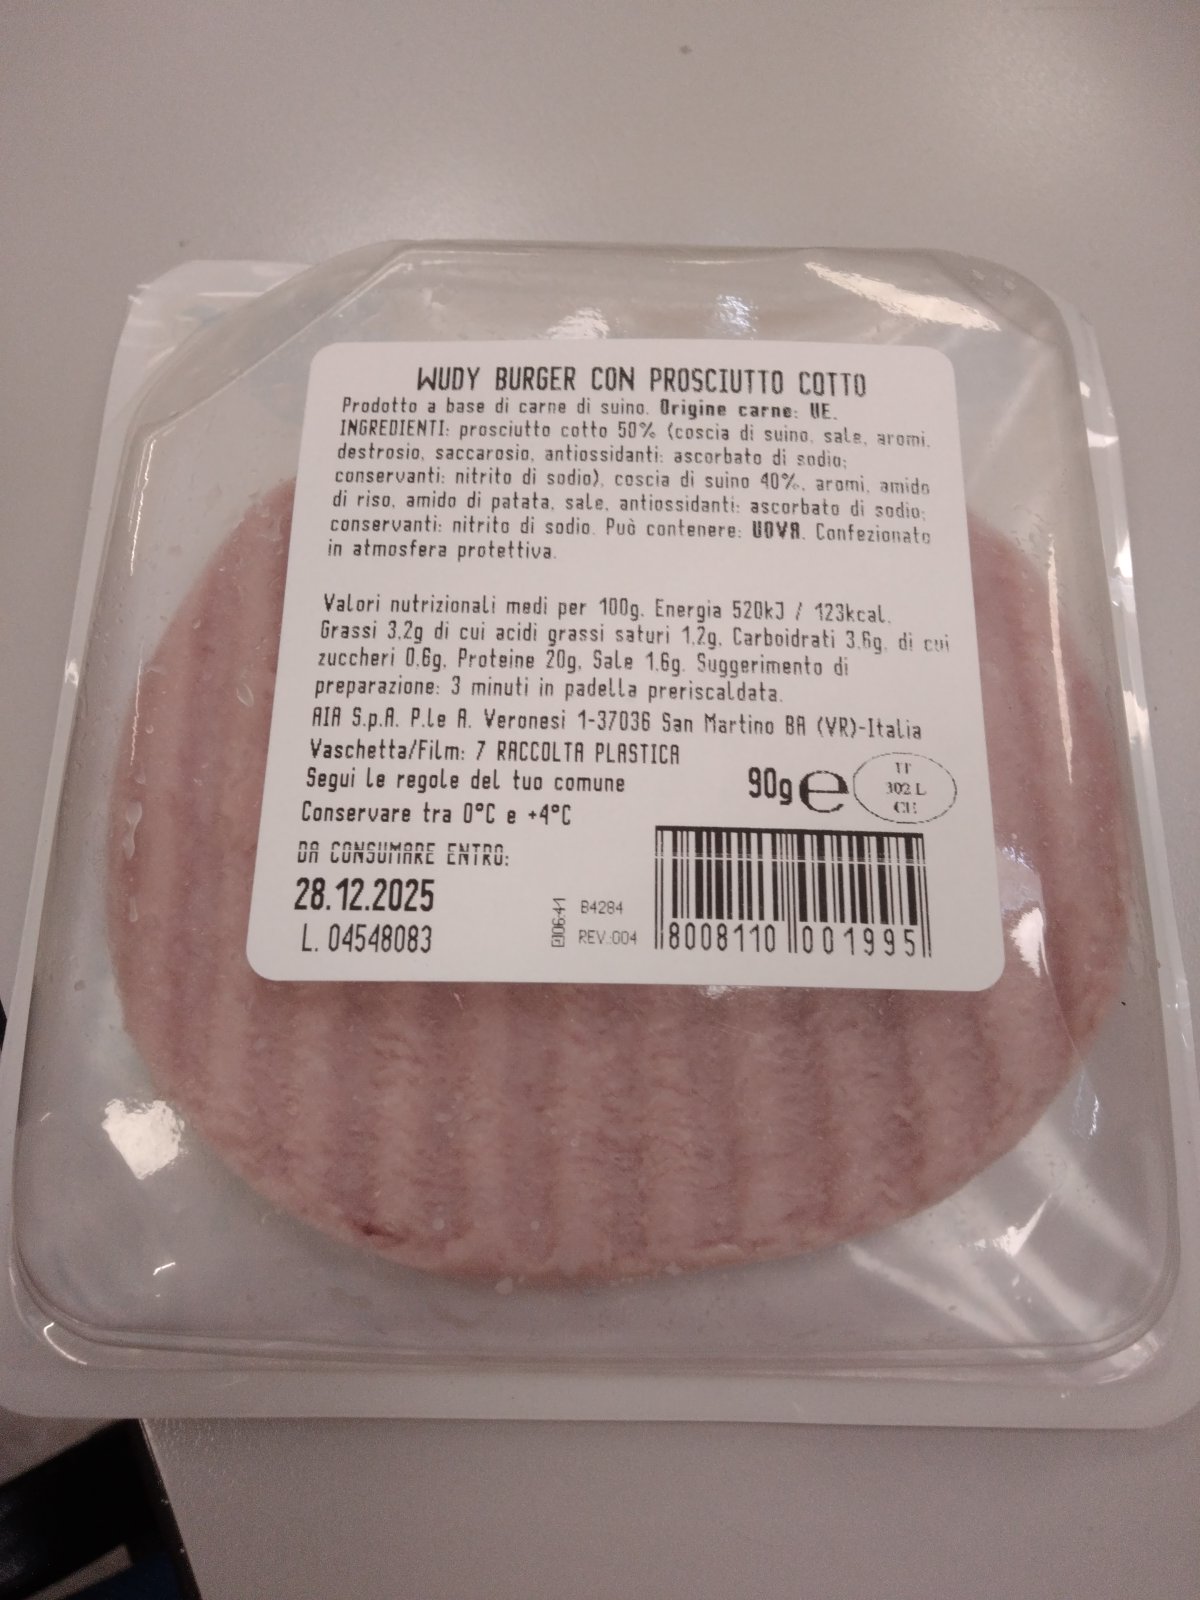 WUDY BURGER CON PROSCIUTTO COTTO
Prodotto a base di carne di suino. Origine carne: UE.
INGREDIENTI: prosciutto cotto 50% (coscia di suino, sale, aromi,
destrosio, saccarosio, antiossidanti: ascorbato di sodio;
conservanti: nitrito di sodio), coscia di suino 40%, aromi, amido
di riso, amido di patata, sale, antiossidanti: ascorbato di sodio;
conservanti: nitrito di sodio. Può contenere: UOVA. Confezionato
in atmosfera protettiva.
Valori nutrizionali medi per 100g. Energia 520kJ / 123kcal.
Grassi 3,2g di cui acidi grassi saturi 1,2g, Carboidrati 3,6g, di cui
zuccheri 0,6g, Proteine 20g, Sale 1,6g. Suggerimento di
preparazione: 3 minuti in padella preriscaldata.
AIA S.p.A. P.le A. Veronesi 1-37036 San Martino BA (VR)-Italia
Vaschetta/Film: 7 RACCOLTA PLASTICA
Segui le regole del tuo comune
Conservare tra 0°C e +4°C
90g e
IT
302 L
CE
DA CONSUMARE ENTRO:
28.12.2025
L. 04548083
B4284
REV.:004
8008110 001995